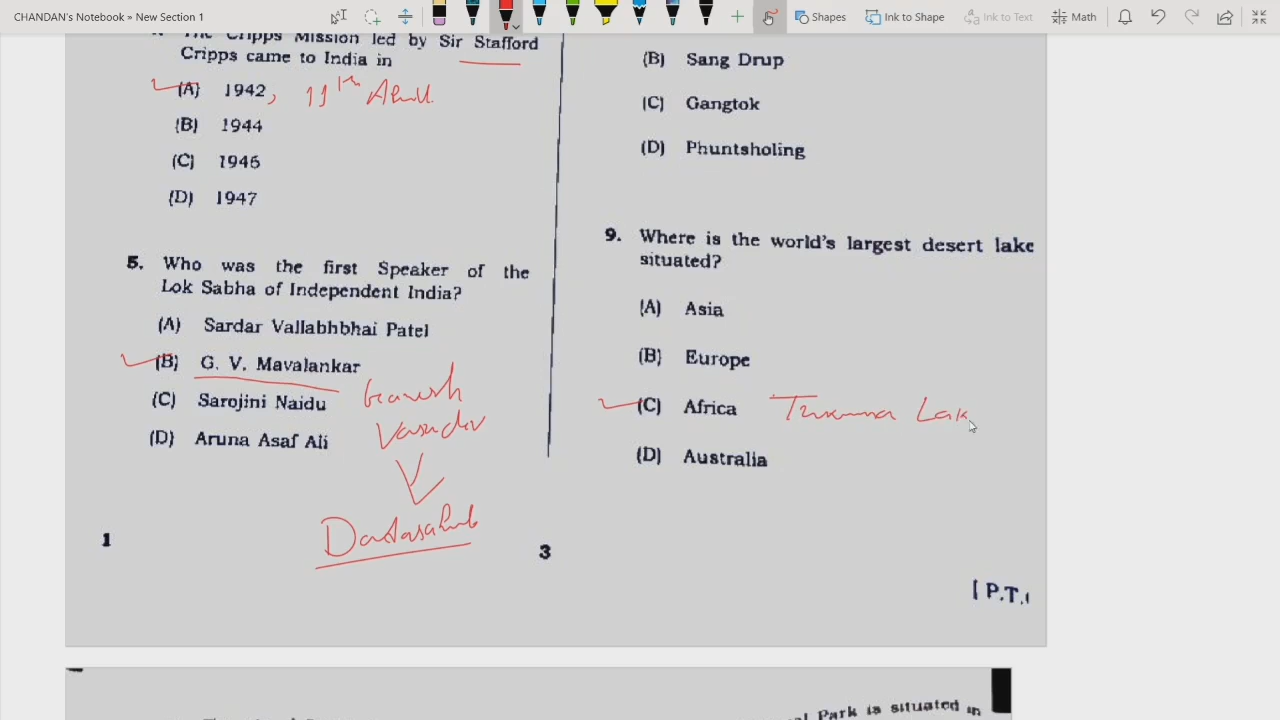 CHANDAN's Notebook » New Section 1
Shapes
Ink to Shape
Ink to Text
Math
The Cripps Mission led by Sir Stafford
Cripps came to India in
(A) 1942, 11th April
(B) 1944
(C) 1946
(D) 1947
5. Who was the first Speaker of the
Lok Sabha of Independent India?
(A) Sardar Vallabhbhai Patel
(B) G. V. Mavalankar
(C) Sarojini Naidu
Ganesh
Vasudev
(D) Aruna Asaf Ali
Dadasaheb
1
(B) Sang Drup
(C) Gangtok
(D) Phuntsholing
9. Where is the world's largest desert lake
situated?
(A) Asia
(B) Europe
(C) Africa Lak
(D) Australia
3
[ P.T.
Park is situated in